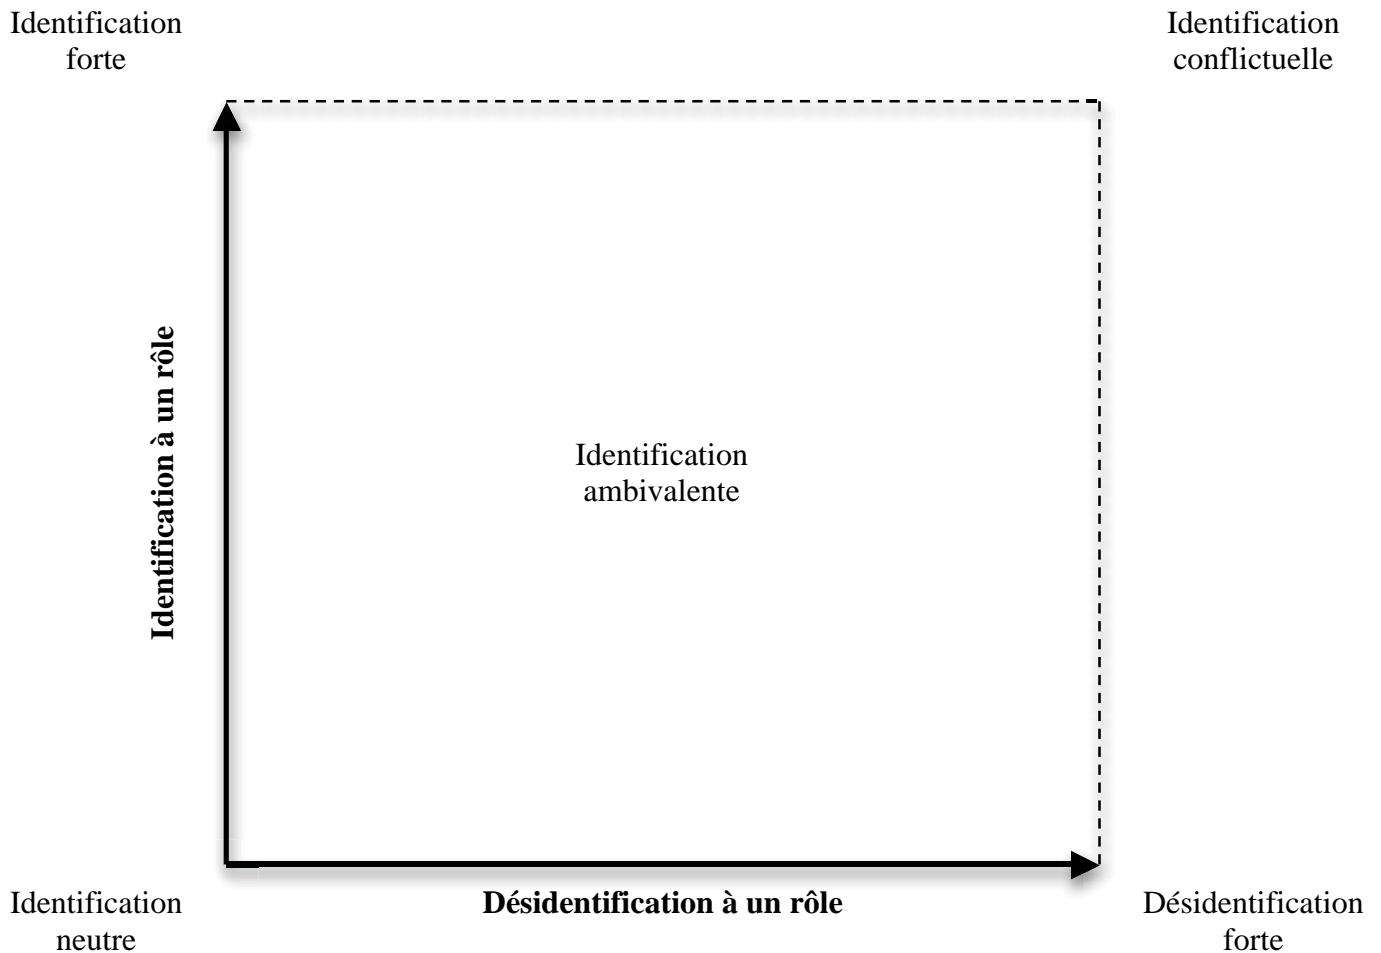 Identification
forte
Identification
conflictuelle
Identification à un rôle
Identification
ambivalente
Identification
neutre
Désidentification à un rôle
Désidentification
forte